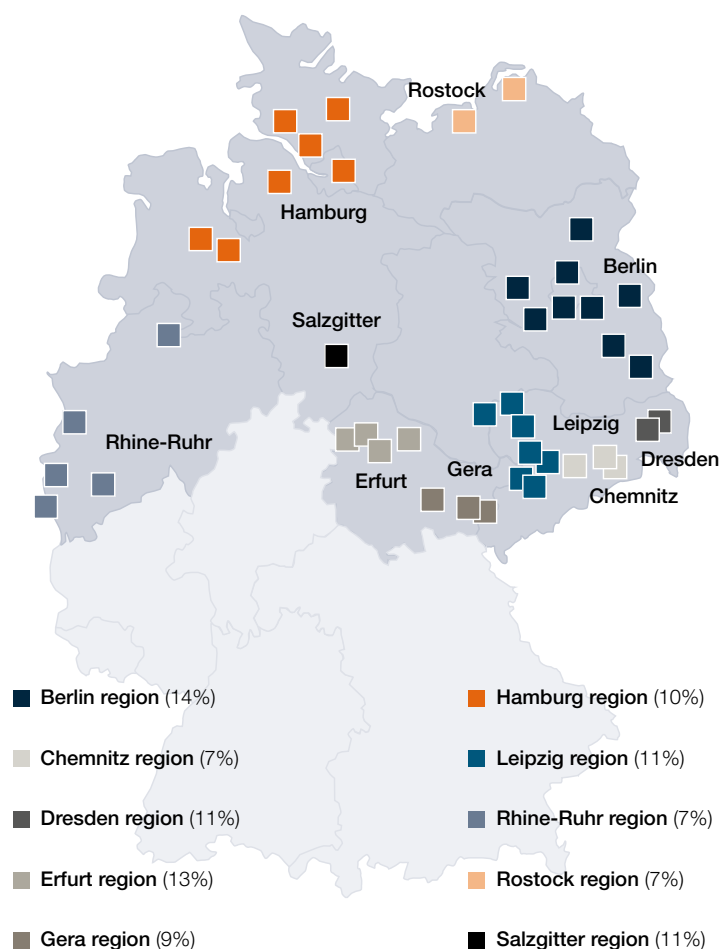 Rostock
Hamburg
Berlin
Salzgitter
Rhine-Ruhr
Leipzig
Dresden
Gera
Erfurt
Chemnitz
Berlin region (14%)
Hamburg region (10%)
Chemnitz region (7%)
Leipzig region (11%)
Dresden region (11%)
Rhine-Ruhr region (7%)
Erfurt region (13%)
Rostock region (7%)
Gera region (9%)
Salzgitter region (11%)